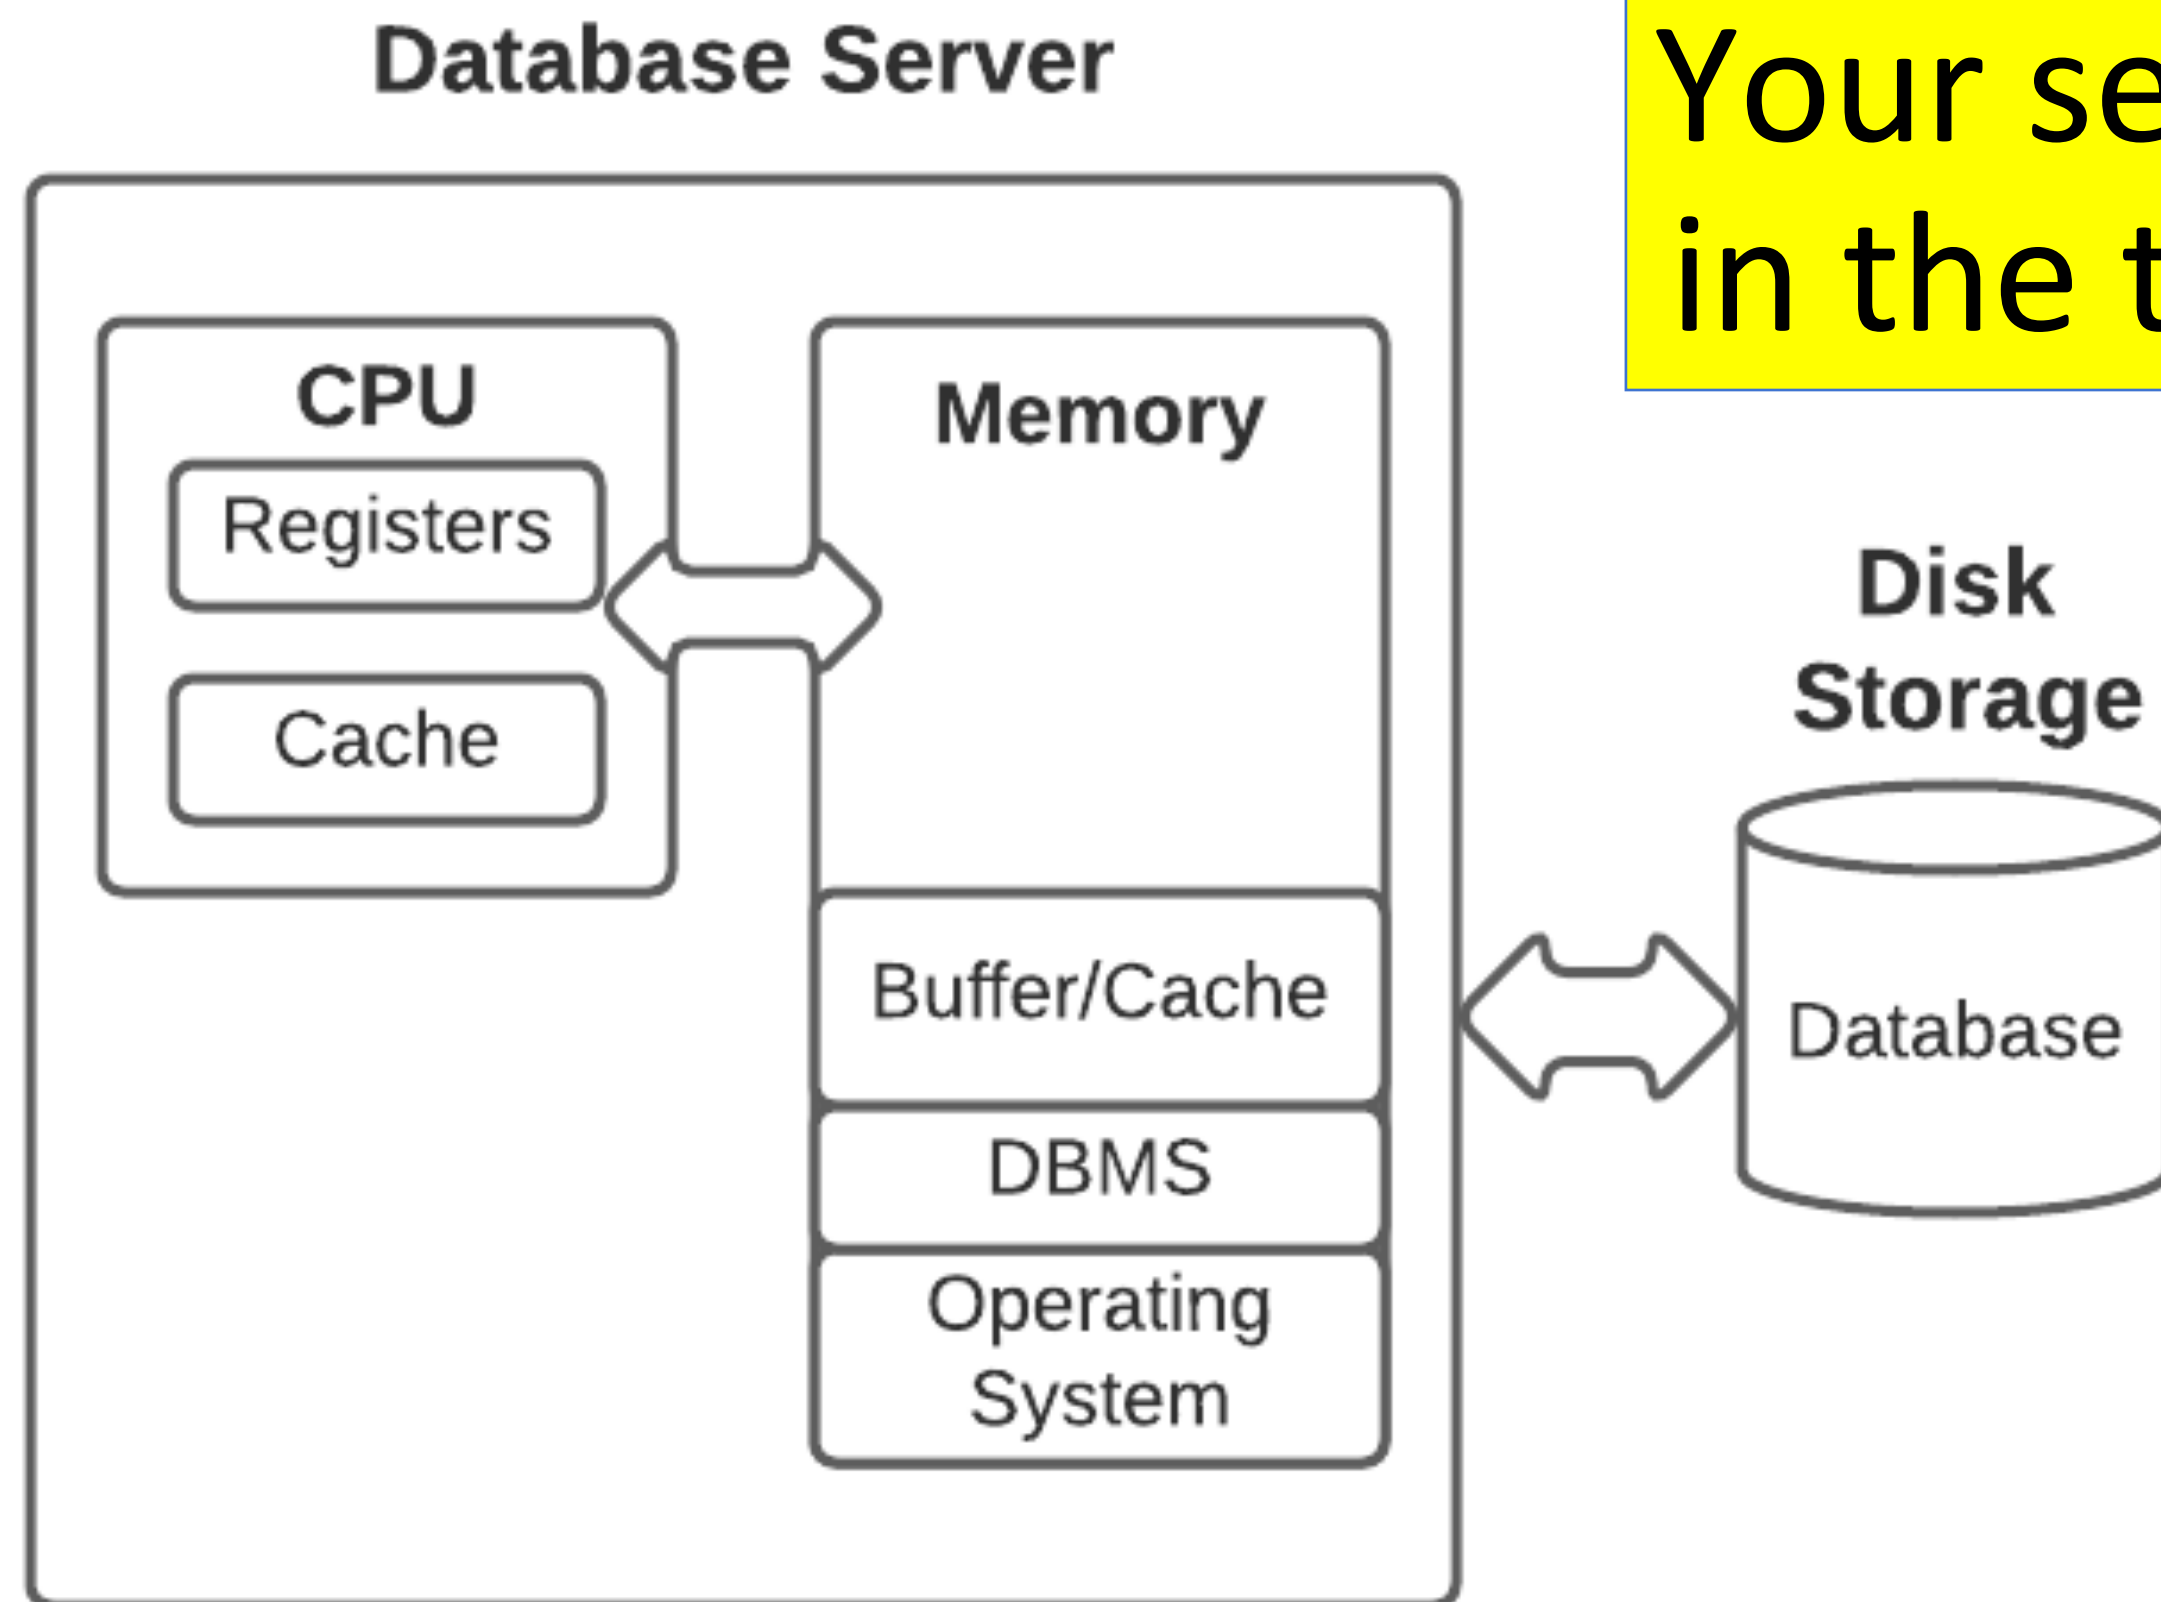 Database Server
Your se
in the t
CPU
Memory
Registers
Cache
Disk
Storage
Buffer/Cache
Database
DBMS
Operating
System